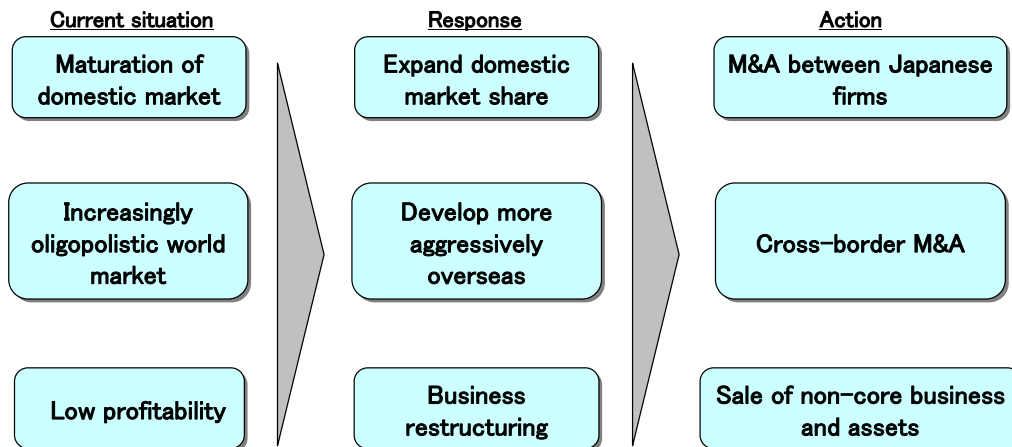 Current situation
Response
Action
Maturation of
domestic market
Expand domestic
market share
M&A between Japanese
firms
Increasingly
oligopolistic world
market
Develop more
aggressively
overseas
Cross-border M&A
Low profitability
Business
restructuring
Sale of non-core business
and assets